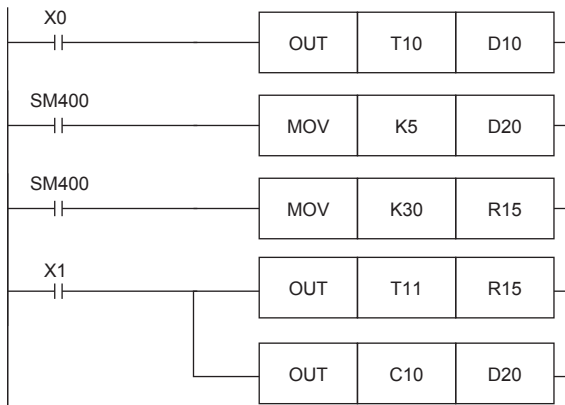 X0
OUT T10 D10
SM400
MOV K5 D20
SM400
MOV K30 R15
X1
OUT T11 R15
OUT C10 D20